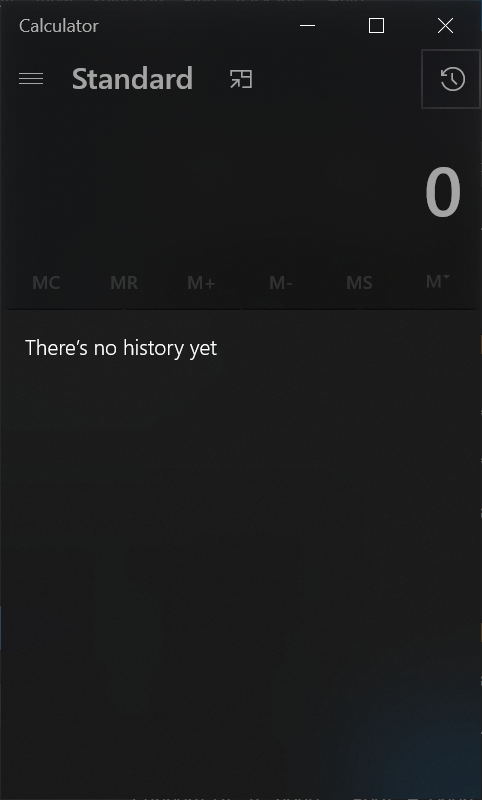 Calculator
Standard
0
MC MR M+ M- MS M˅
There's no history yet